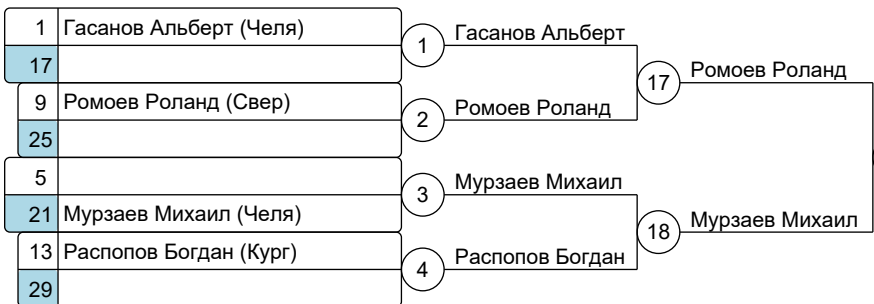 1 Гасанов Альберт (Челя)
17
9 Ромоев Роланд (Свер)
25
5
21 Мурзаев Михаил (Челя)
13 Распопов Богдан (Кург)
29
1 Гасанов Альберт
2 Ромоев Роланд
3 Мурзаев Михаил
4 Распопов Богдан
17 Ромоев Роланд
18 Мурзаев Михаил